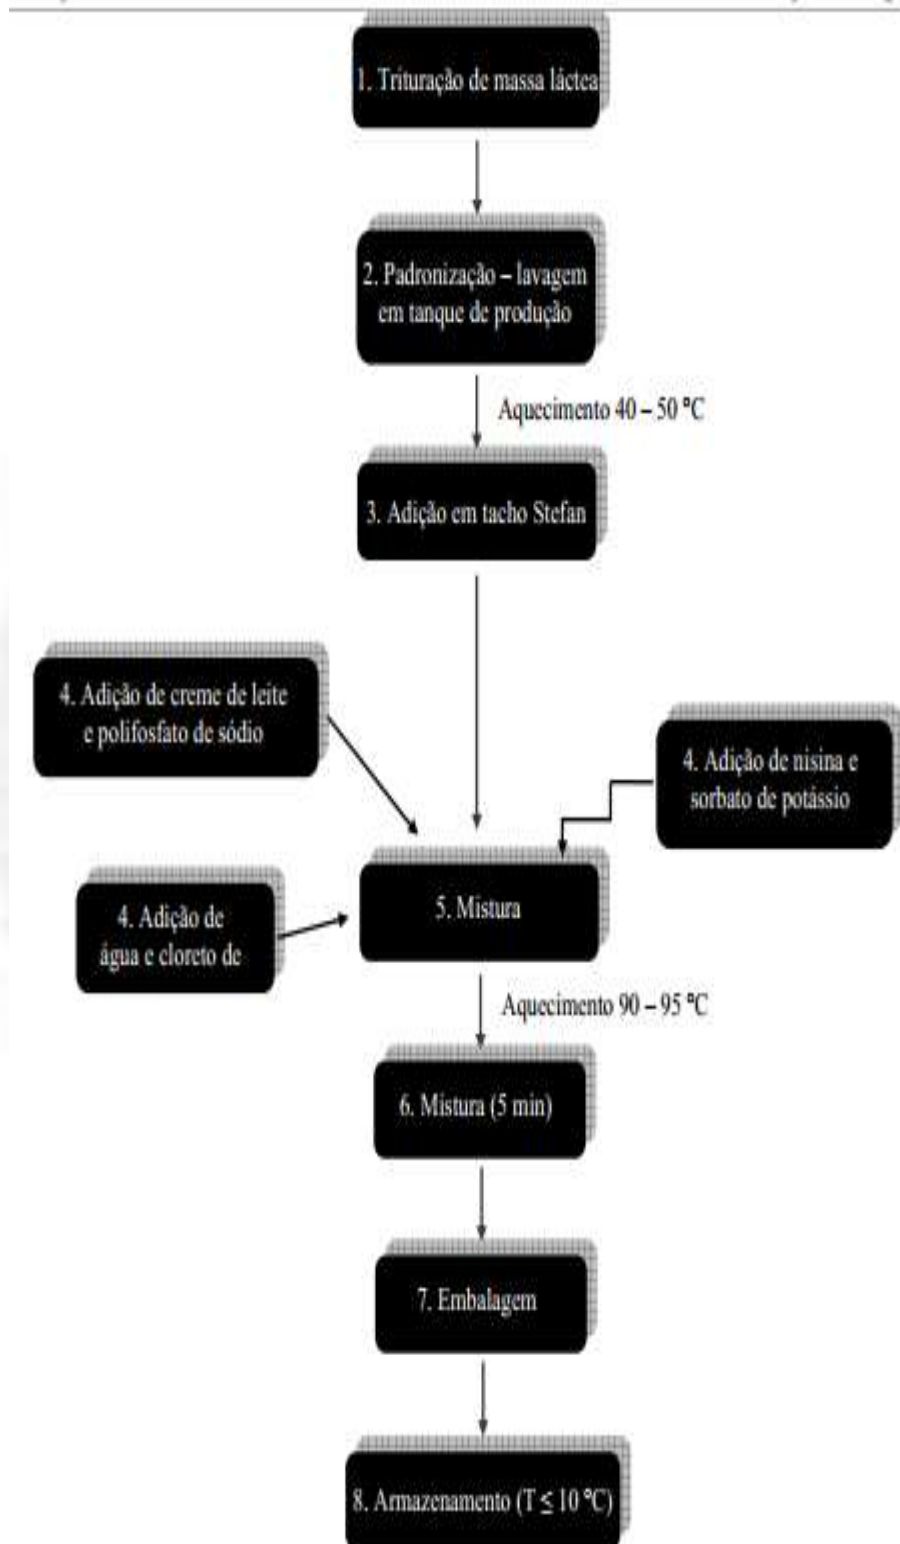 1. Trituração de massa láctea
2. Padronização – lavagem
em tanque de produção
Aquecimento 40 – 50 °C
3. Adição em tacho Stefan
4. Adição de creme de leite
e polifosfato de sódio
4. Adição de nisina e
sorbato de potássio
4. Adição de
água e cloreto de
5. Mistura
Aquecimento 90 – 95 °C
6. Mistura (5 min)
7. Embalagem
8. Armazenamento (T ≤ 10 °C)